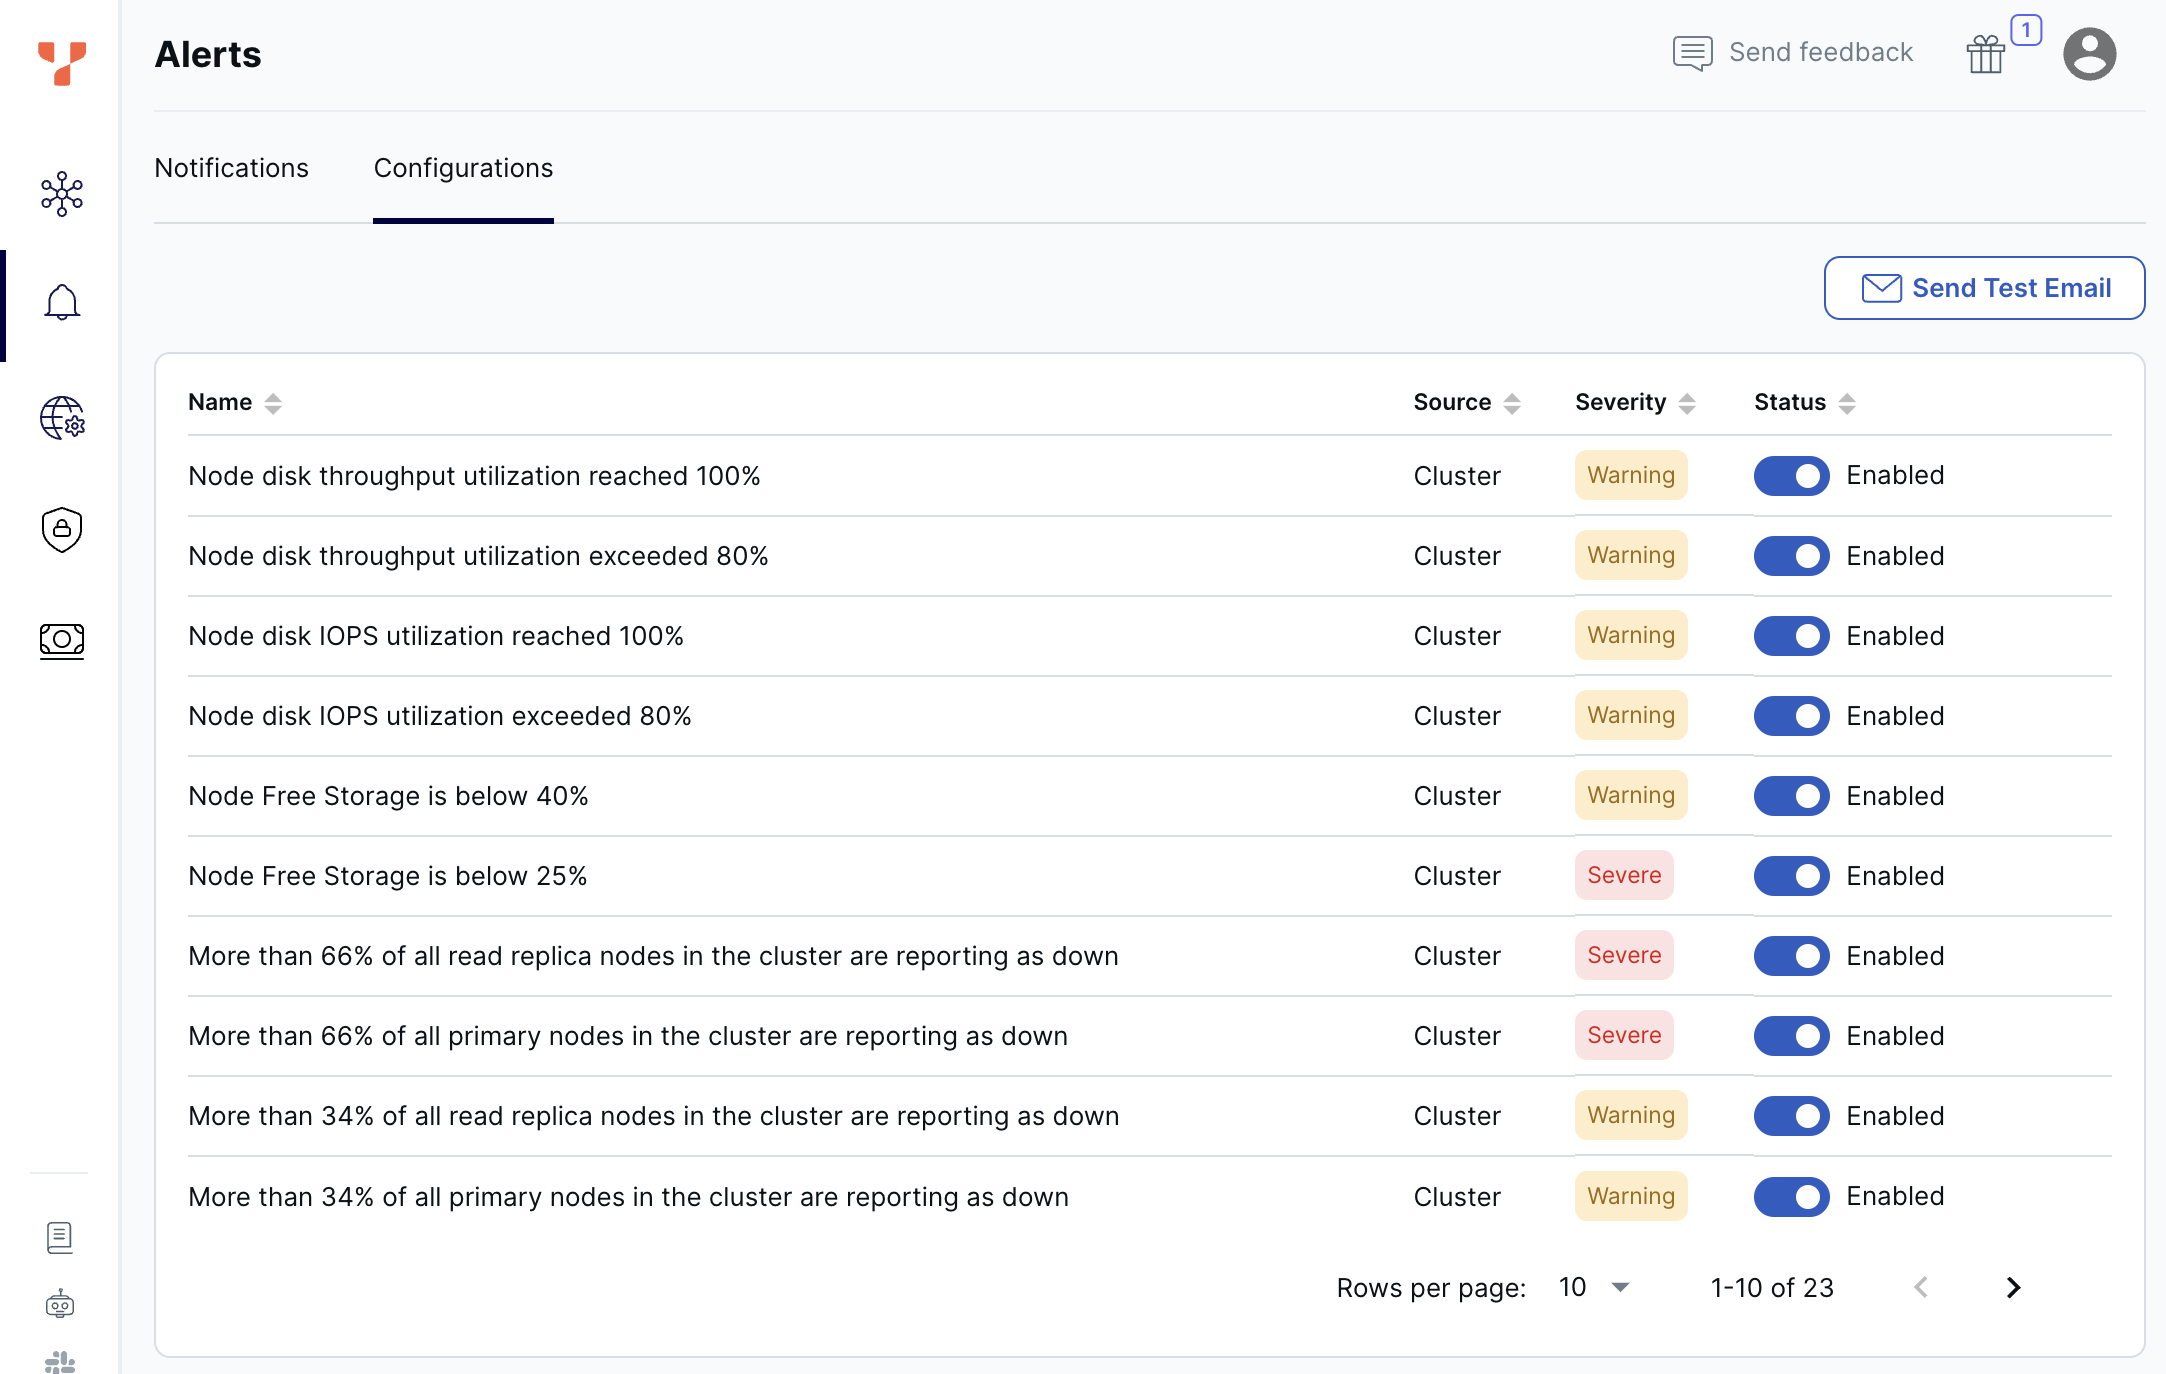 Alerts
Send feedback
1
Notifications Configurations
Send Test Email
Name Source Severity Status
Node disk throughput utilization reached 100% Cluster Warning Enabled
Node disk throughput utilization exceeded 80% Cluster Warning Enabled
Node disk IOPS utilization reached 100% Cluster Warning Enabled
Node disk IOPS utilization exceeded 80% Cluster Warning Enabled
Node Free Storage is below 40% Cluster Warning Enabled
Node Free Storage is below 25% Cluster Severe Enabled
More than 66% of all read replica nodes in the cluster are reporting as down Cluster Severe Enabled
More than 66% of all primary nodes in the cluster are reporting as down Cluster Severe Enabled
More than 34% of all read replica nodes in the cluster are reporting as down Cluster Warning Enabled
More than 34% of all primary nodes in the cluster are reporting as down Cluster Warning Enabled
Rows per page: 10 1-10 of 23